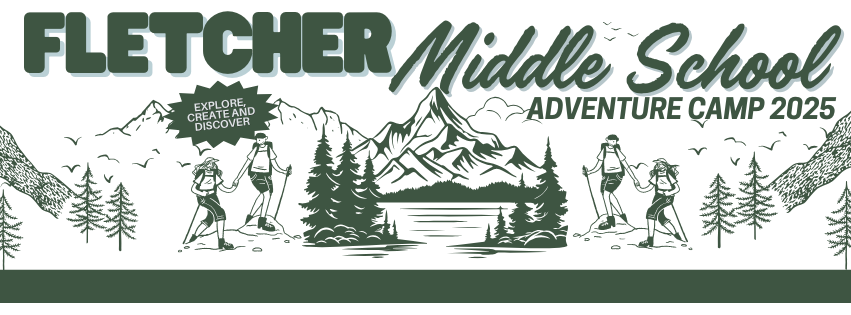 FLETCHER Middle School
ADVENTURE CAMP 2025
EXPLORE,
CREATE AND
DISCOVER